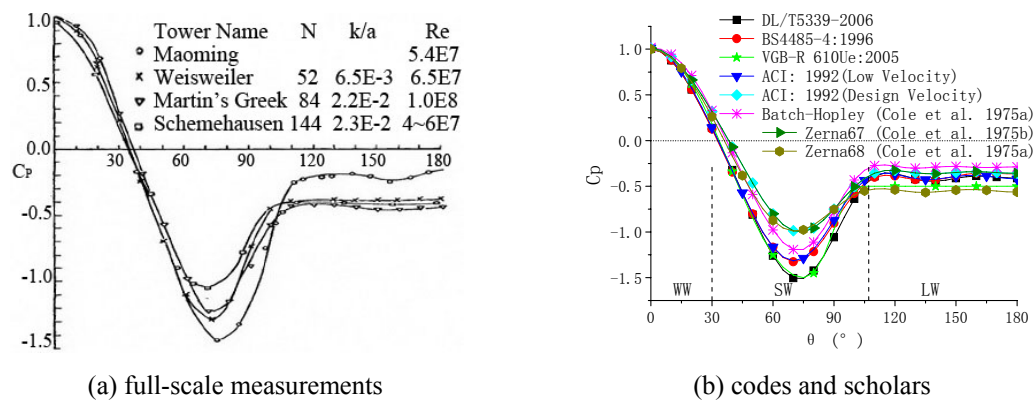 Tower Name N k/a Re
Maoming 5.4E7
Weisweiler 52 6.5E-3 6.5E7
Martin's Greek 84 2.2E-2 1.0E8
Schemehausen 144 2.3E-2 4~6E7
1.0
0.5
0.0
CP
-0.5
-1.0
-1.5
30 60 90 120 150 180
(a) full-scale measurements
DL/T5339-2006
BS4485-4:1996
VGB-R 610Ue:2005
ACI: 1992(Low Velocity)
ACI: 1992(Design Velocity)
Batch-Hopley (Cole et al. 1975a)
Zerna67 (Cole et al. 1975b)
Zerna68 (Cole et al. 1975a)
1.0
0.5
0.0
-0.5
-1.0
-1.5
Cp
WW SW LW
0 30 60 90 120 150 180
θ (°)
(b) codes and scholars